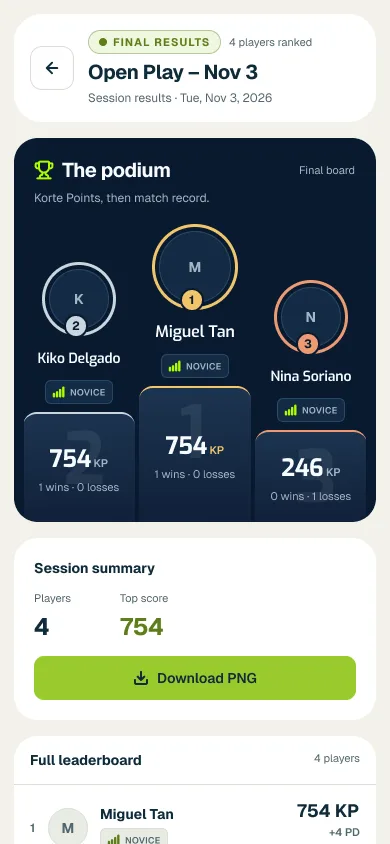 FINAL RESULTS
4 players ranked
Open Play – Nov 3
Session results · Tue, Nov 3, 2026
The podium
Final board
Korte Points, then match record.
K
2
Kiko Delgado
NOVICE
2
754 KP
1 wins · 0 losses
M
1
Miguel Tan
NOVICE
1
754 KP
1 wins · 0 losses
N
3
Nina Soriano
NOVICE
3
246 KP
0 wins · 1 losses
Session summary
Players
Top score
4
754
Download PNG
Full leaderboard
4 players
1
M
Miguel Tan
NOVICE
754 KP
+4 PD